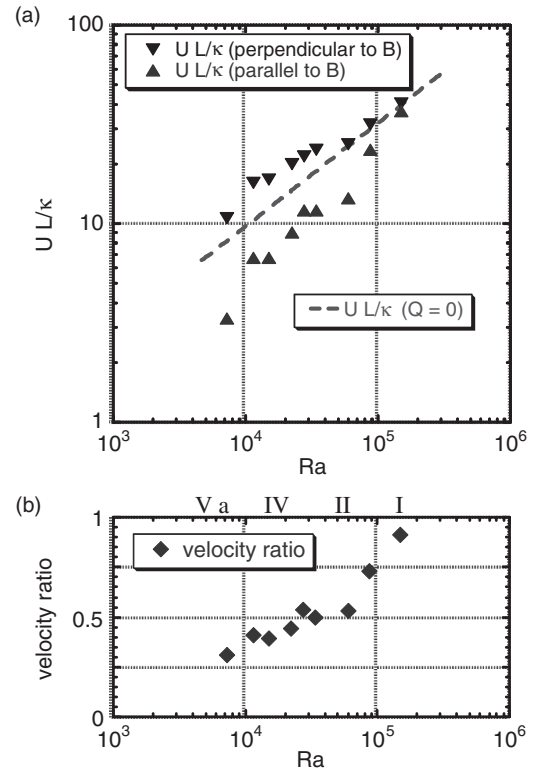 (a)
100
U L/κ (perpendicular to B)
U L/κ (parallel to B)
U L/κ
10
U L/κ (Q = 0)
1
10³ 10⁴ 10⁵ 10⁶
Ra
(b)
V a IV II I
1
velocity ratio
velocity ratio
0.5
0
10³ 10⁴ 10⁵ 10⁶
Ra